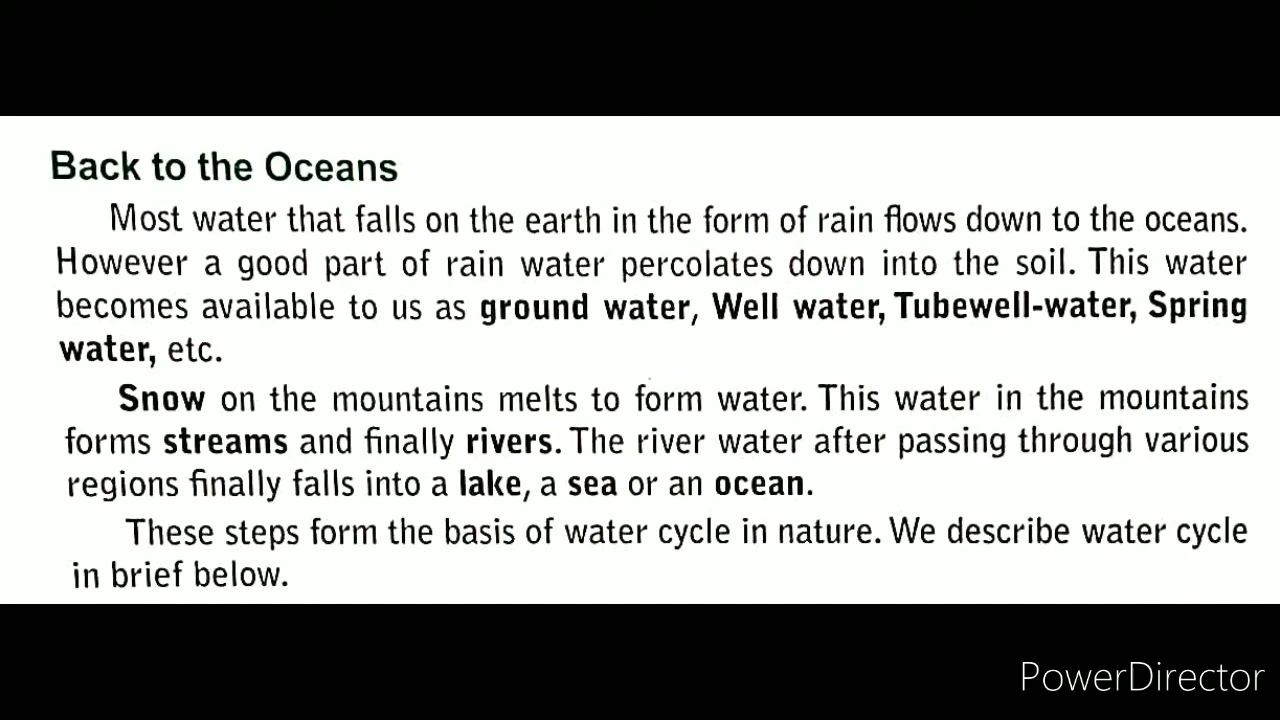 Back to the Oceans
Most water that falls on the earth in the form of rain flows down to the oceans.
However a good part of rain water percolates down into the soil. This water
becomes available to us as ground water, Well water, Tubewell-water, Spring
water, etc.
Snow on the mountains melts to form water. This water in the mountains
forms streams and finally rivers. The river water after passing through various
regions finally falls into a lake, a sea or an ocean.
These steps form the basis of water cycle in nature. We describe water cycle
in brief below.
PowerDirector